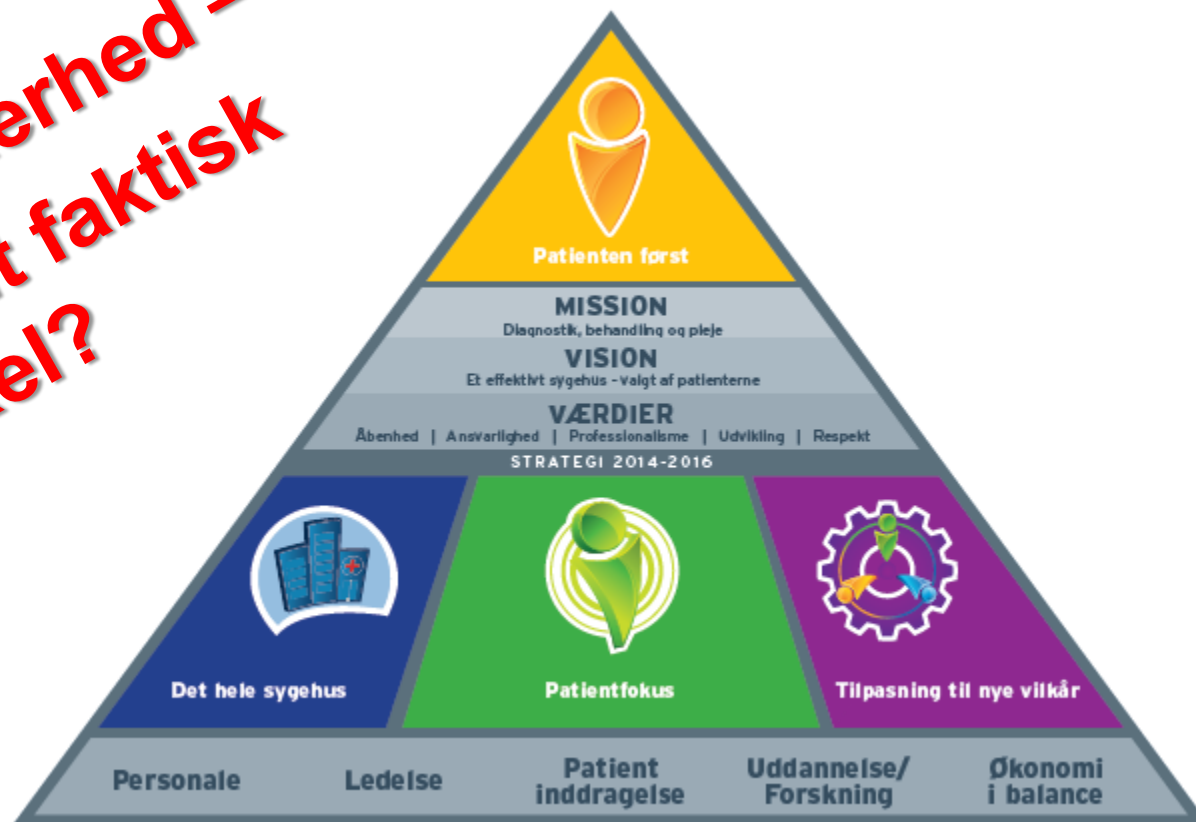 faktisk
Patienten først
MISSION
Diagnostik, behandling og pleje
VISION
Et effektivt sygehus - valgt af patienterne
VÆRDIER
Åbenhed | Ansvarlighed | Professionalisme | Udvikling | Respekt
STRATEGI 2014-2016
Det hele sygehus
Patientfokus
Tilpasning til nye vilkår
Personale
Ledelse
Patient
inddragelse
Uddannelse/
Forskning
Økonomi
i balance